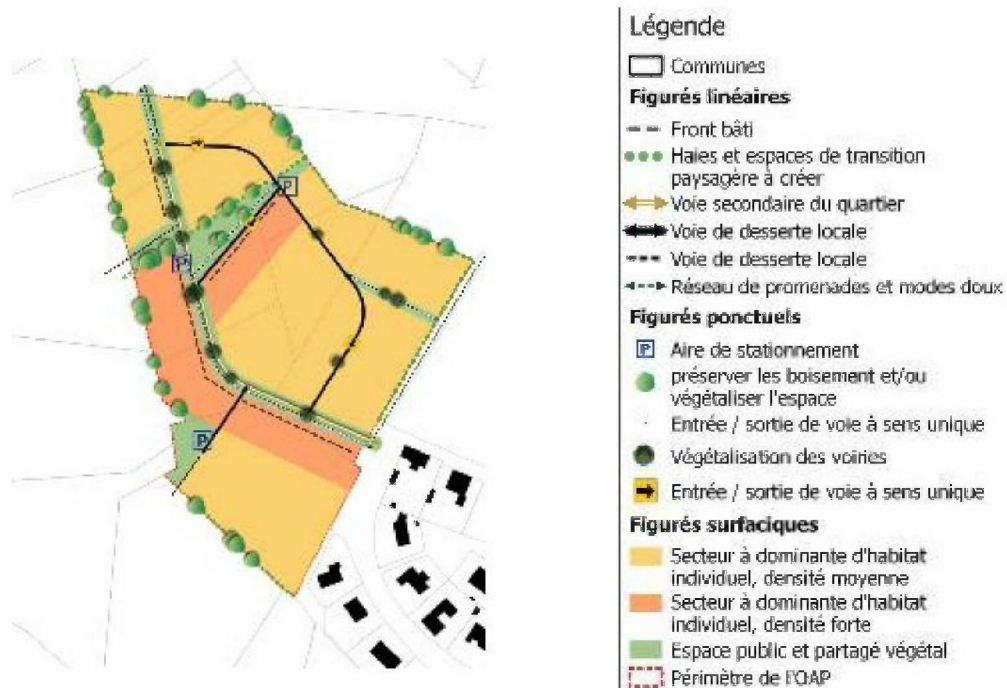 Légende
Communes
Figurés linéaires
Front bâti
Haies et espaces de transition
paysagère à créer
Voie secondaire du quartier
Voie de desserte locale
Voie de desserte locale
Réseau de promenades et modes doux
Figurés ponctuels
P Aire de stationnement
préserver les boisement et/ou
végétaliser l'espace
Entrée / sortie de voie à sens unique
Végétalisation des voiries
Entrée / sortie de voie à sens unique
Figurés surfaciques
Secteur à dominante d'habitat
individuel, densité moyenne
Secteur à dominante d'habitat
individuel, densité forte
Espace public et partagé végétal
Périmètre de l'OAP
P
P
P